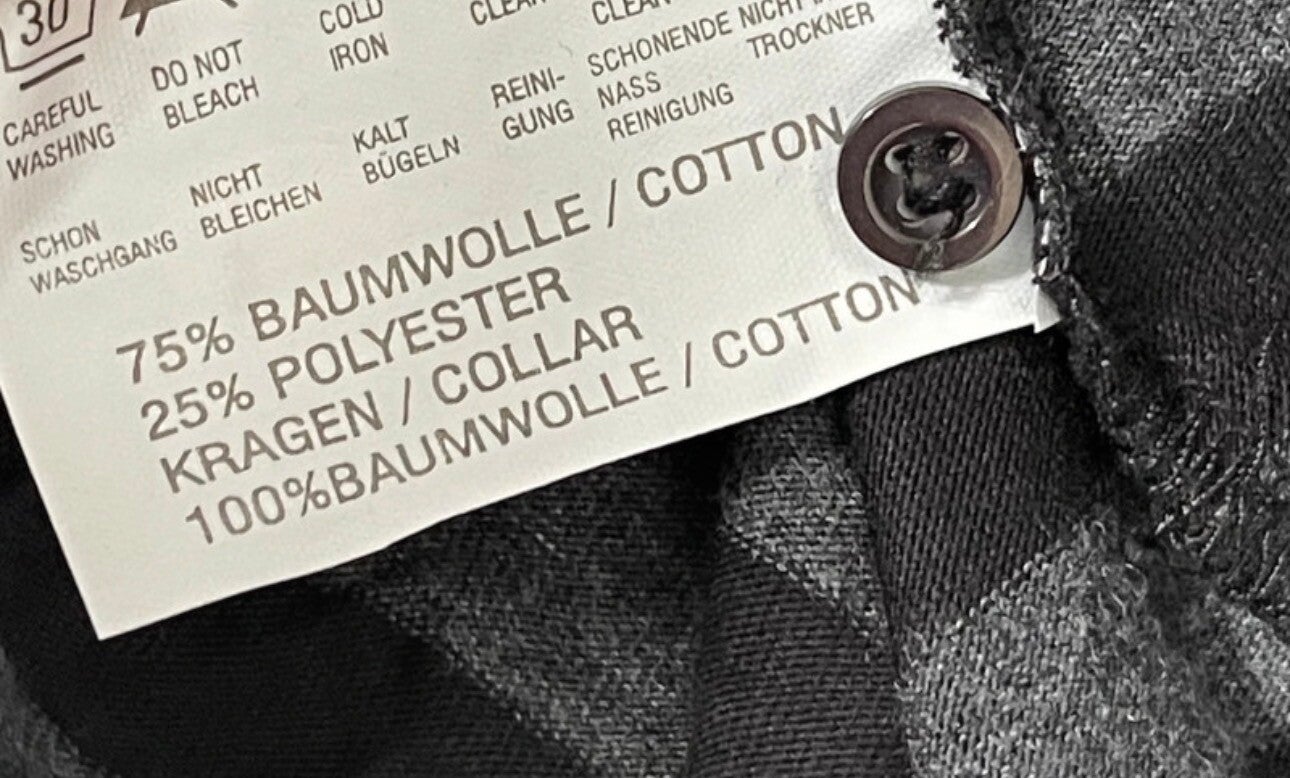 30
CAREFUL
WASHING
DO NOT
BLEACH
COLD
IRON
SCHON
WASCHGANG
NICHT
BLEICHEN
KALT
BÜGELN
REINI-
GUNG
SCHONENDE
NASS
REINIGUNG
NICHT
TROCKNER
75% BAUMWOLLE / COTTON
25% POLYESTER
KRAGEN / COLLAR
100%BAUMWOLLE / COTTON